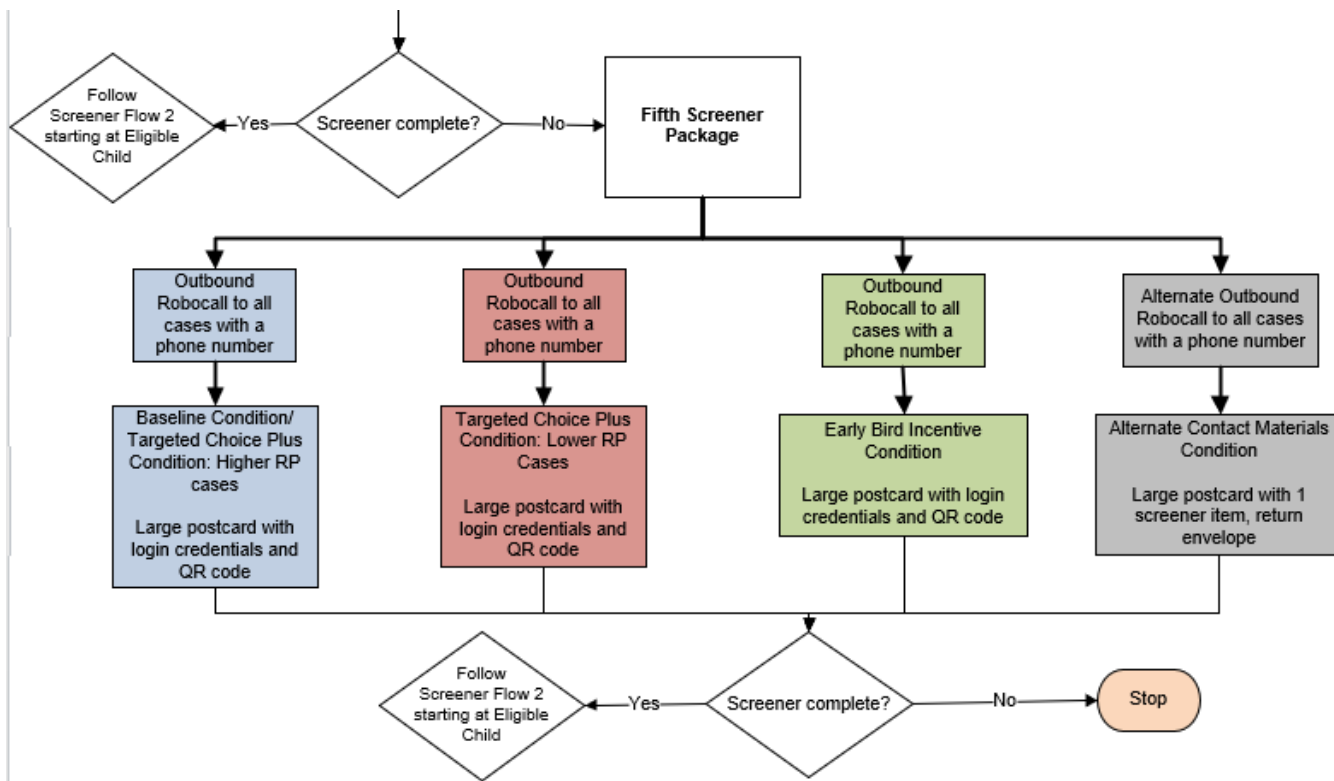 Follow
Screener Flow 2
starting at Eligible
Child
Yes
Screener complete?
No
Fifth Screener
Package
Outbound
Robocall to all
cases with a
phone number
Outbound
Robocall to all
cases with a
phone number
Outbound
Robocall to all
cases with a
phone number
Alternate Outbound
Robocall to all cases
with a phone number
Baseline Condition/
Targeted Choice Plus
Condition: Higher RP
cases
Large postcard with
login credentials and
QR code
Targeted Choice Plus
Condition: Lower RP
Cases
Large postcard with
login credentials and
QR code
Early Bird Incentive
Condition
Large postcard with login
credentials and QR code
Alternate Contact Materials
Condition
Large postcard with 1
screener item, return
envelope
Follow
Screener Flow 2
starting at Eligible
Child
Yes
Screener complete?
No
Stop